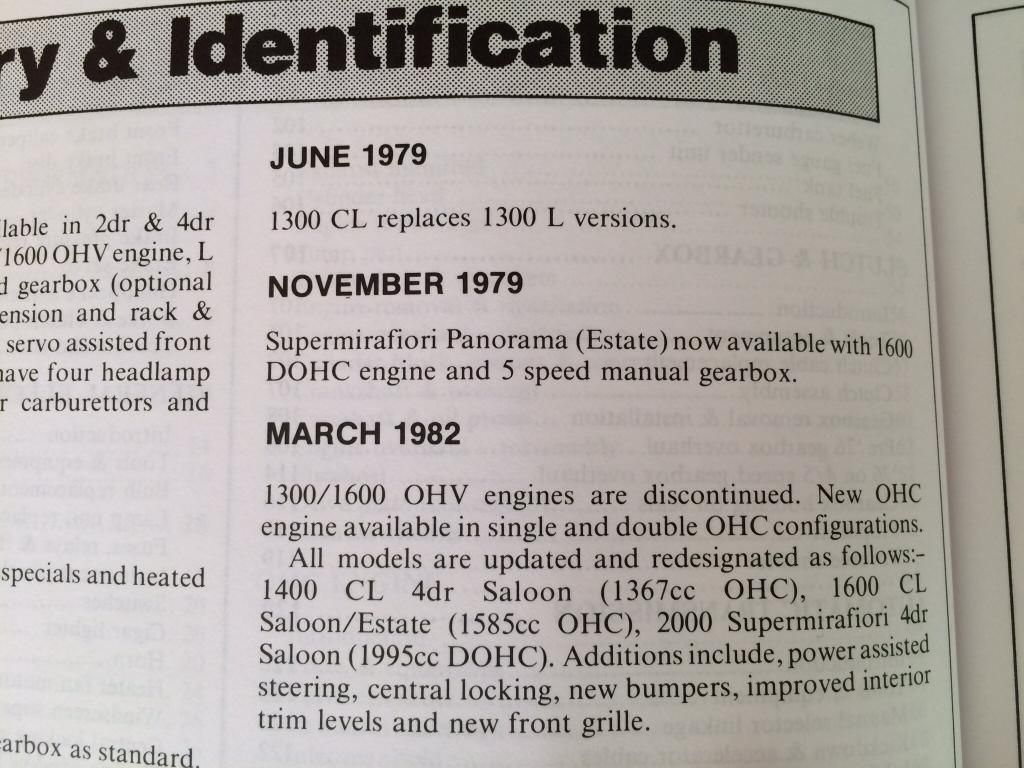 ry & Identification
lable in 2dr & 4dr
/1600 OHV engine, L
d gearbox (optional
ension and rack &
servo assisted front
have four headlamp
r carburettors and
specials and heated
earbox as standard.
JUNE 1979
1300 CL replaces 1300 L versions.
NOVEMBER 1979
Supermirafiori Panorama (Estate) now available with 1600
DOHC engine and 5 speed manual gearbox.
MARCH 1982
1300/1600 OHV engines are discontinued. New OHC
engine available in single and double OHC configurations.
All models are updated and redesignated as follows:-
1400 CL 4dr Saloon (1367cc OHC), 1600 CL
Saloon/Estate (1585cc OHC), 2000 Supermirafiori 4dr
Saloon (1995cc DOHC). Additions include, power assisted
steering, central locking, new bumpers, improved interior
trim levels and new front grille.